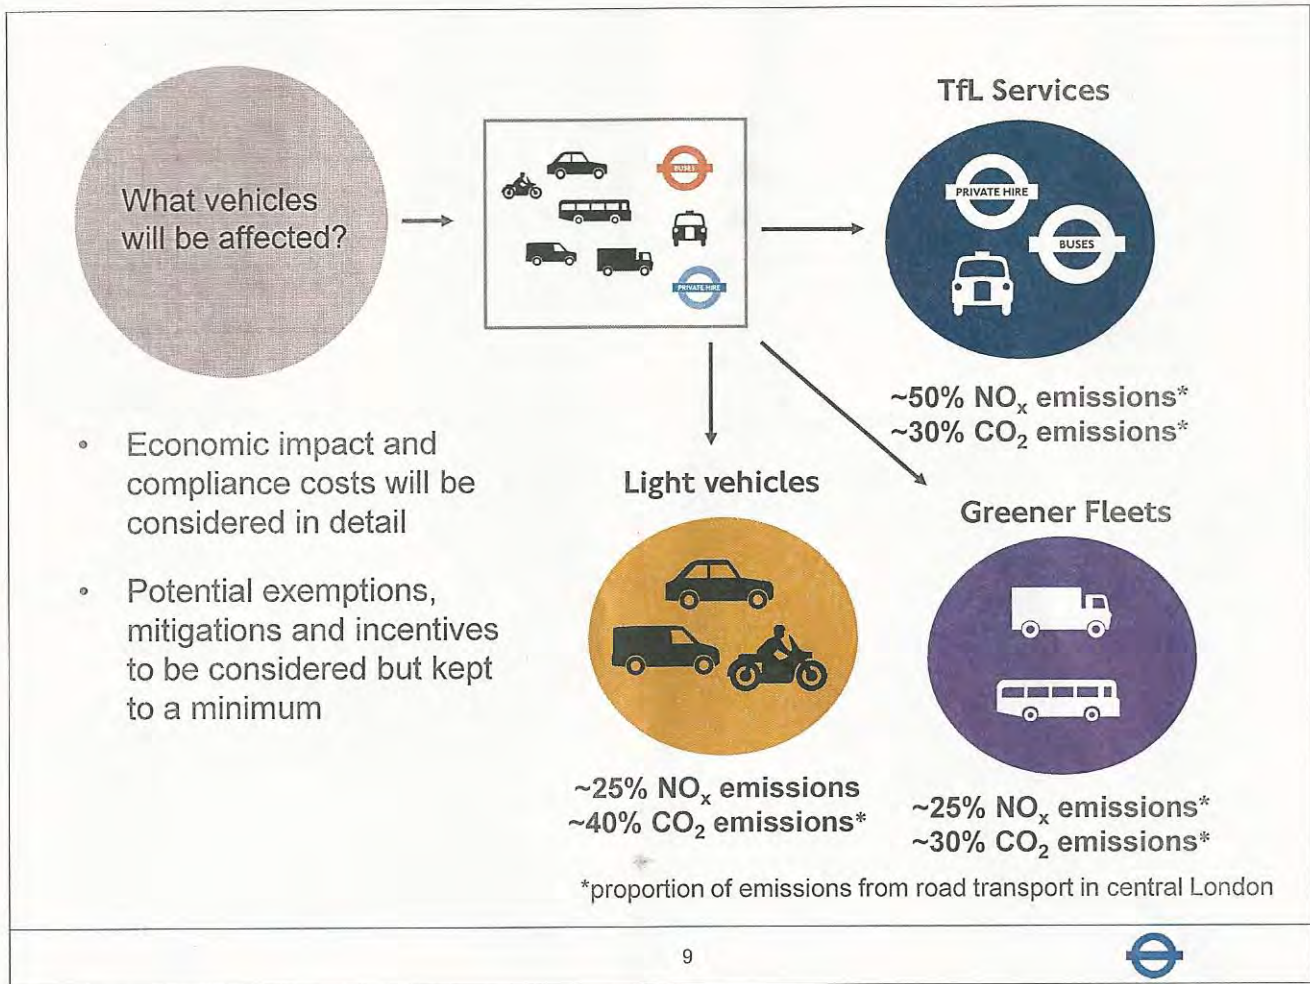 What vehicles
will be affected?
BUSES
PRIVATE HIRE
TfL Services
PRIVATE HIRE
BUSES
~50% NOx emissions*
~30% CO2 emissions*
• Economic impact and
compliance costs will be
considered in detail
• Potential exemptions,
mitigations and incentives
to be considered but kept
to a minimum
Light vehicles
~25% NOx emissions
~40% CO2 emissions*
Greener Fleets
~25% NOx emissions*
~30% CO2 emissions*
*proportion of emissions from road transport in central London
9